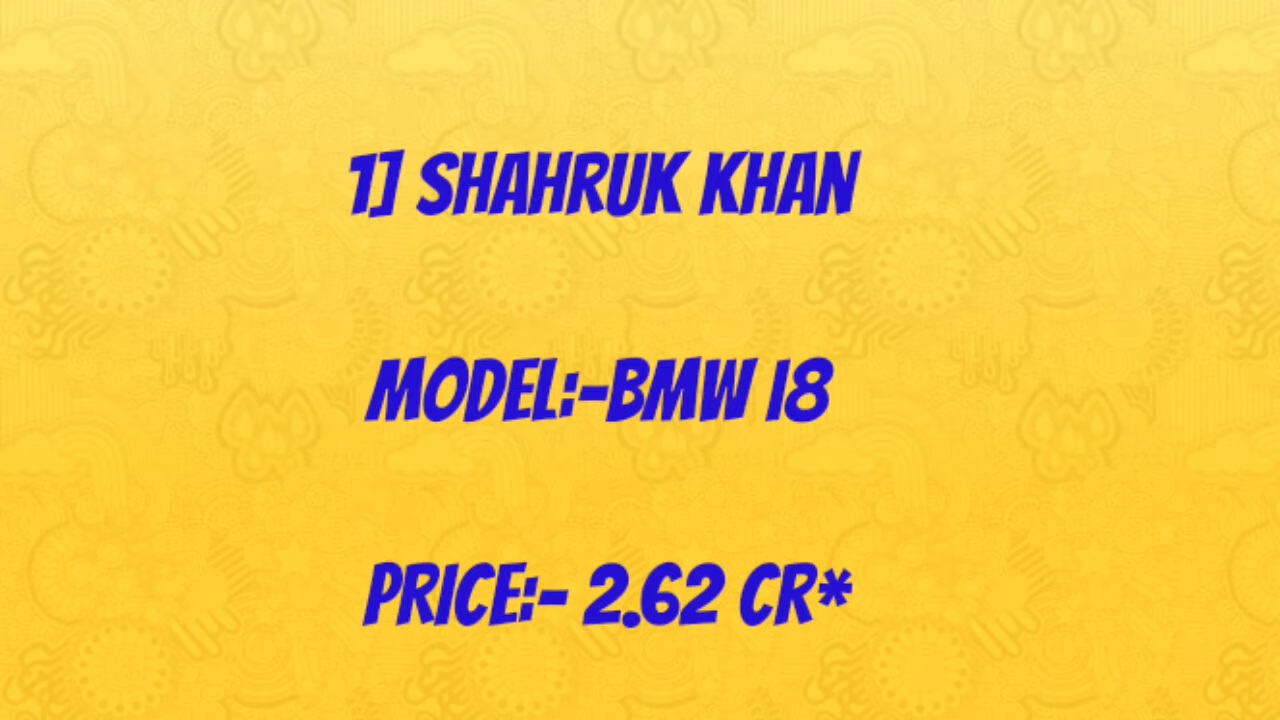 1] SHAHRUK KHAN
MODEL:-BMW I8
PRICE:- 2.62 CR*